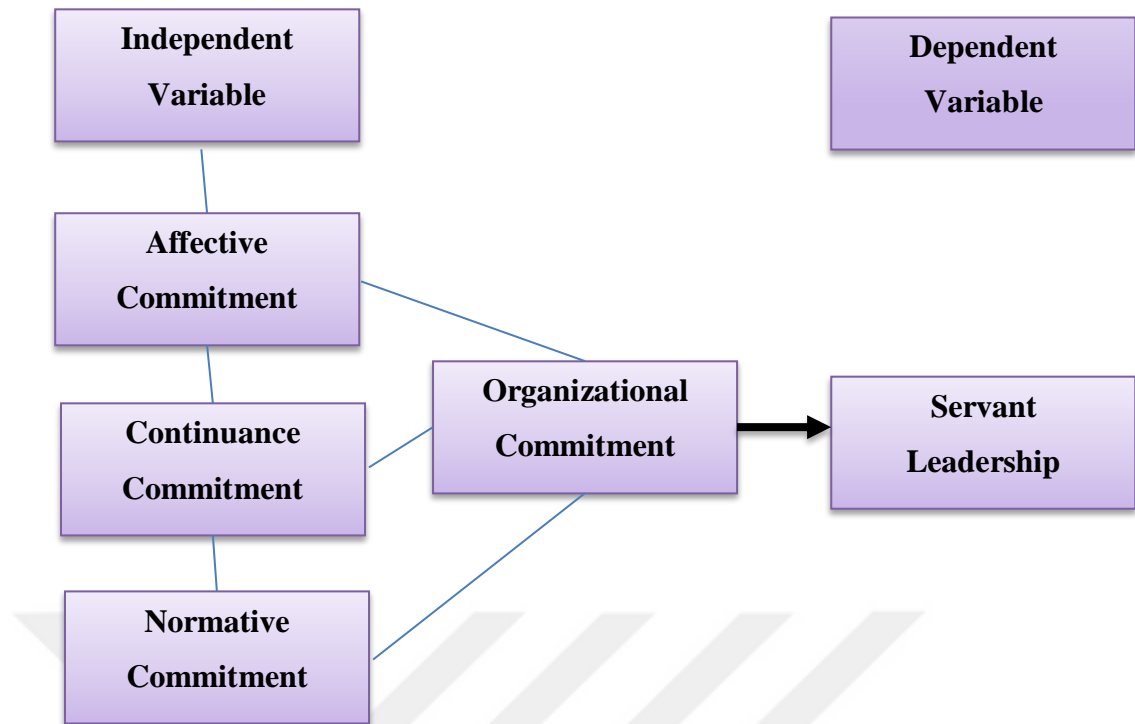 Independent
Variable
Dependent
Variable
Affective
Commitment
Organizational
Commitment
Servant
Leadership
Continuance
Commitment
Normative
Commitment